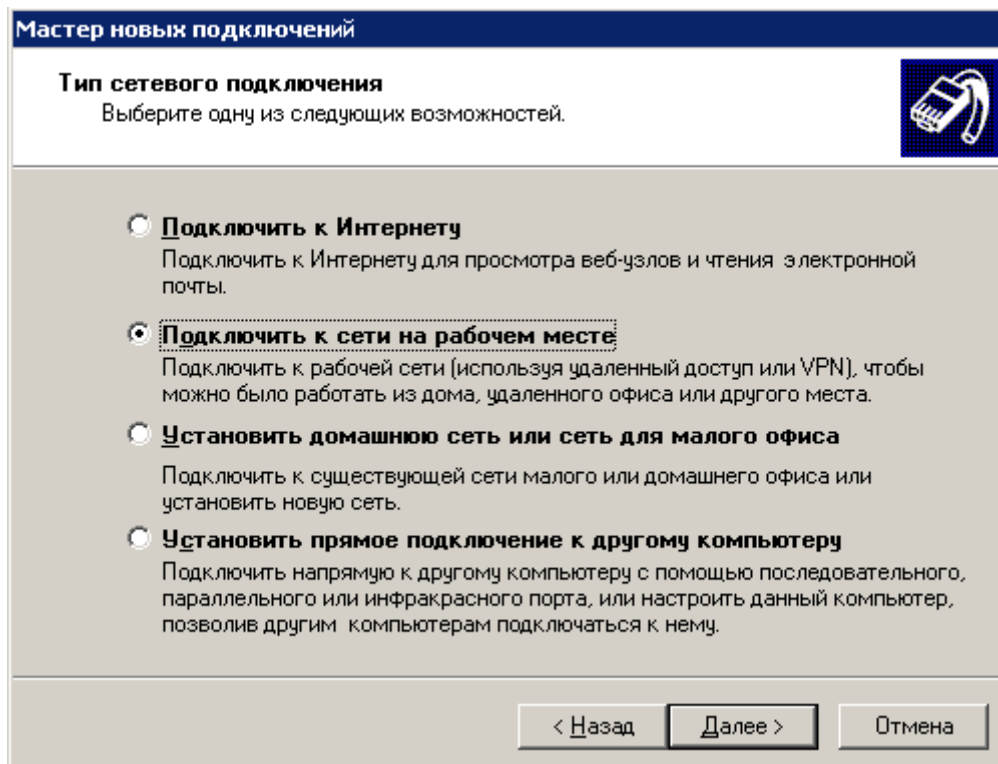 Мастер новых подключений
Тип сетевого подключения
Выберите одну из следующих возможностей.
Подключить к Интернету
Подключить к Интернету для просмотра веб-узлов и чтения электронной
почты.
Подключить к сети на рабочем месте
Подключить к рабочей сети (используя удаленный доступ или VPN), чтобы
можно было работать из дома, удаленного офиса или другого места.
Установить домашнюю сеть или сеть для малого офиса
Подключить к существующей сети малого или домашнего офиса или
установить новую сеть.
Установить прямое подключение к другому компьютеру
Подключить напрямую к другому компьютеру с помощью последовательного,
параллельного или инфракрасного порта, или настроить данный компьютер,
позволив другим компьютерам подключаться к нему.
< Назад Далее > Отмена